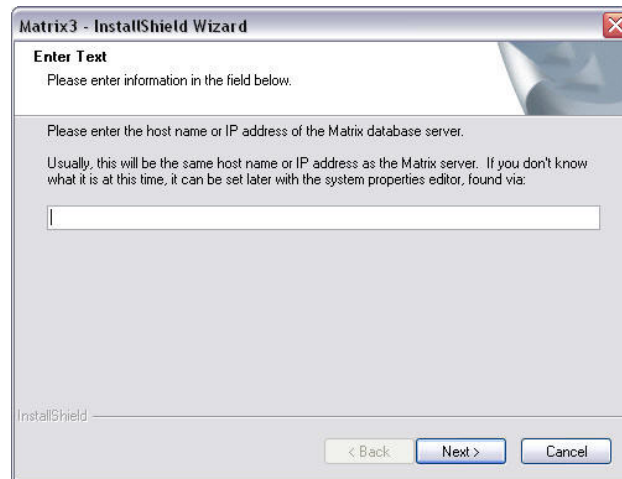 Matrix3 - InstallShield Wizard
Enter Text
Please enter information in the field below.
Please enter the host name or IP address of the Matrix database server.
Usually, this will be the same host name or IP address as the Matrix server. If you don't know
what it is at this time, it can be set later with the system properties editor, found via:
InstallShield
< Back
Next >
Cancel